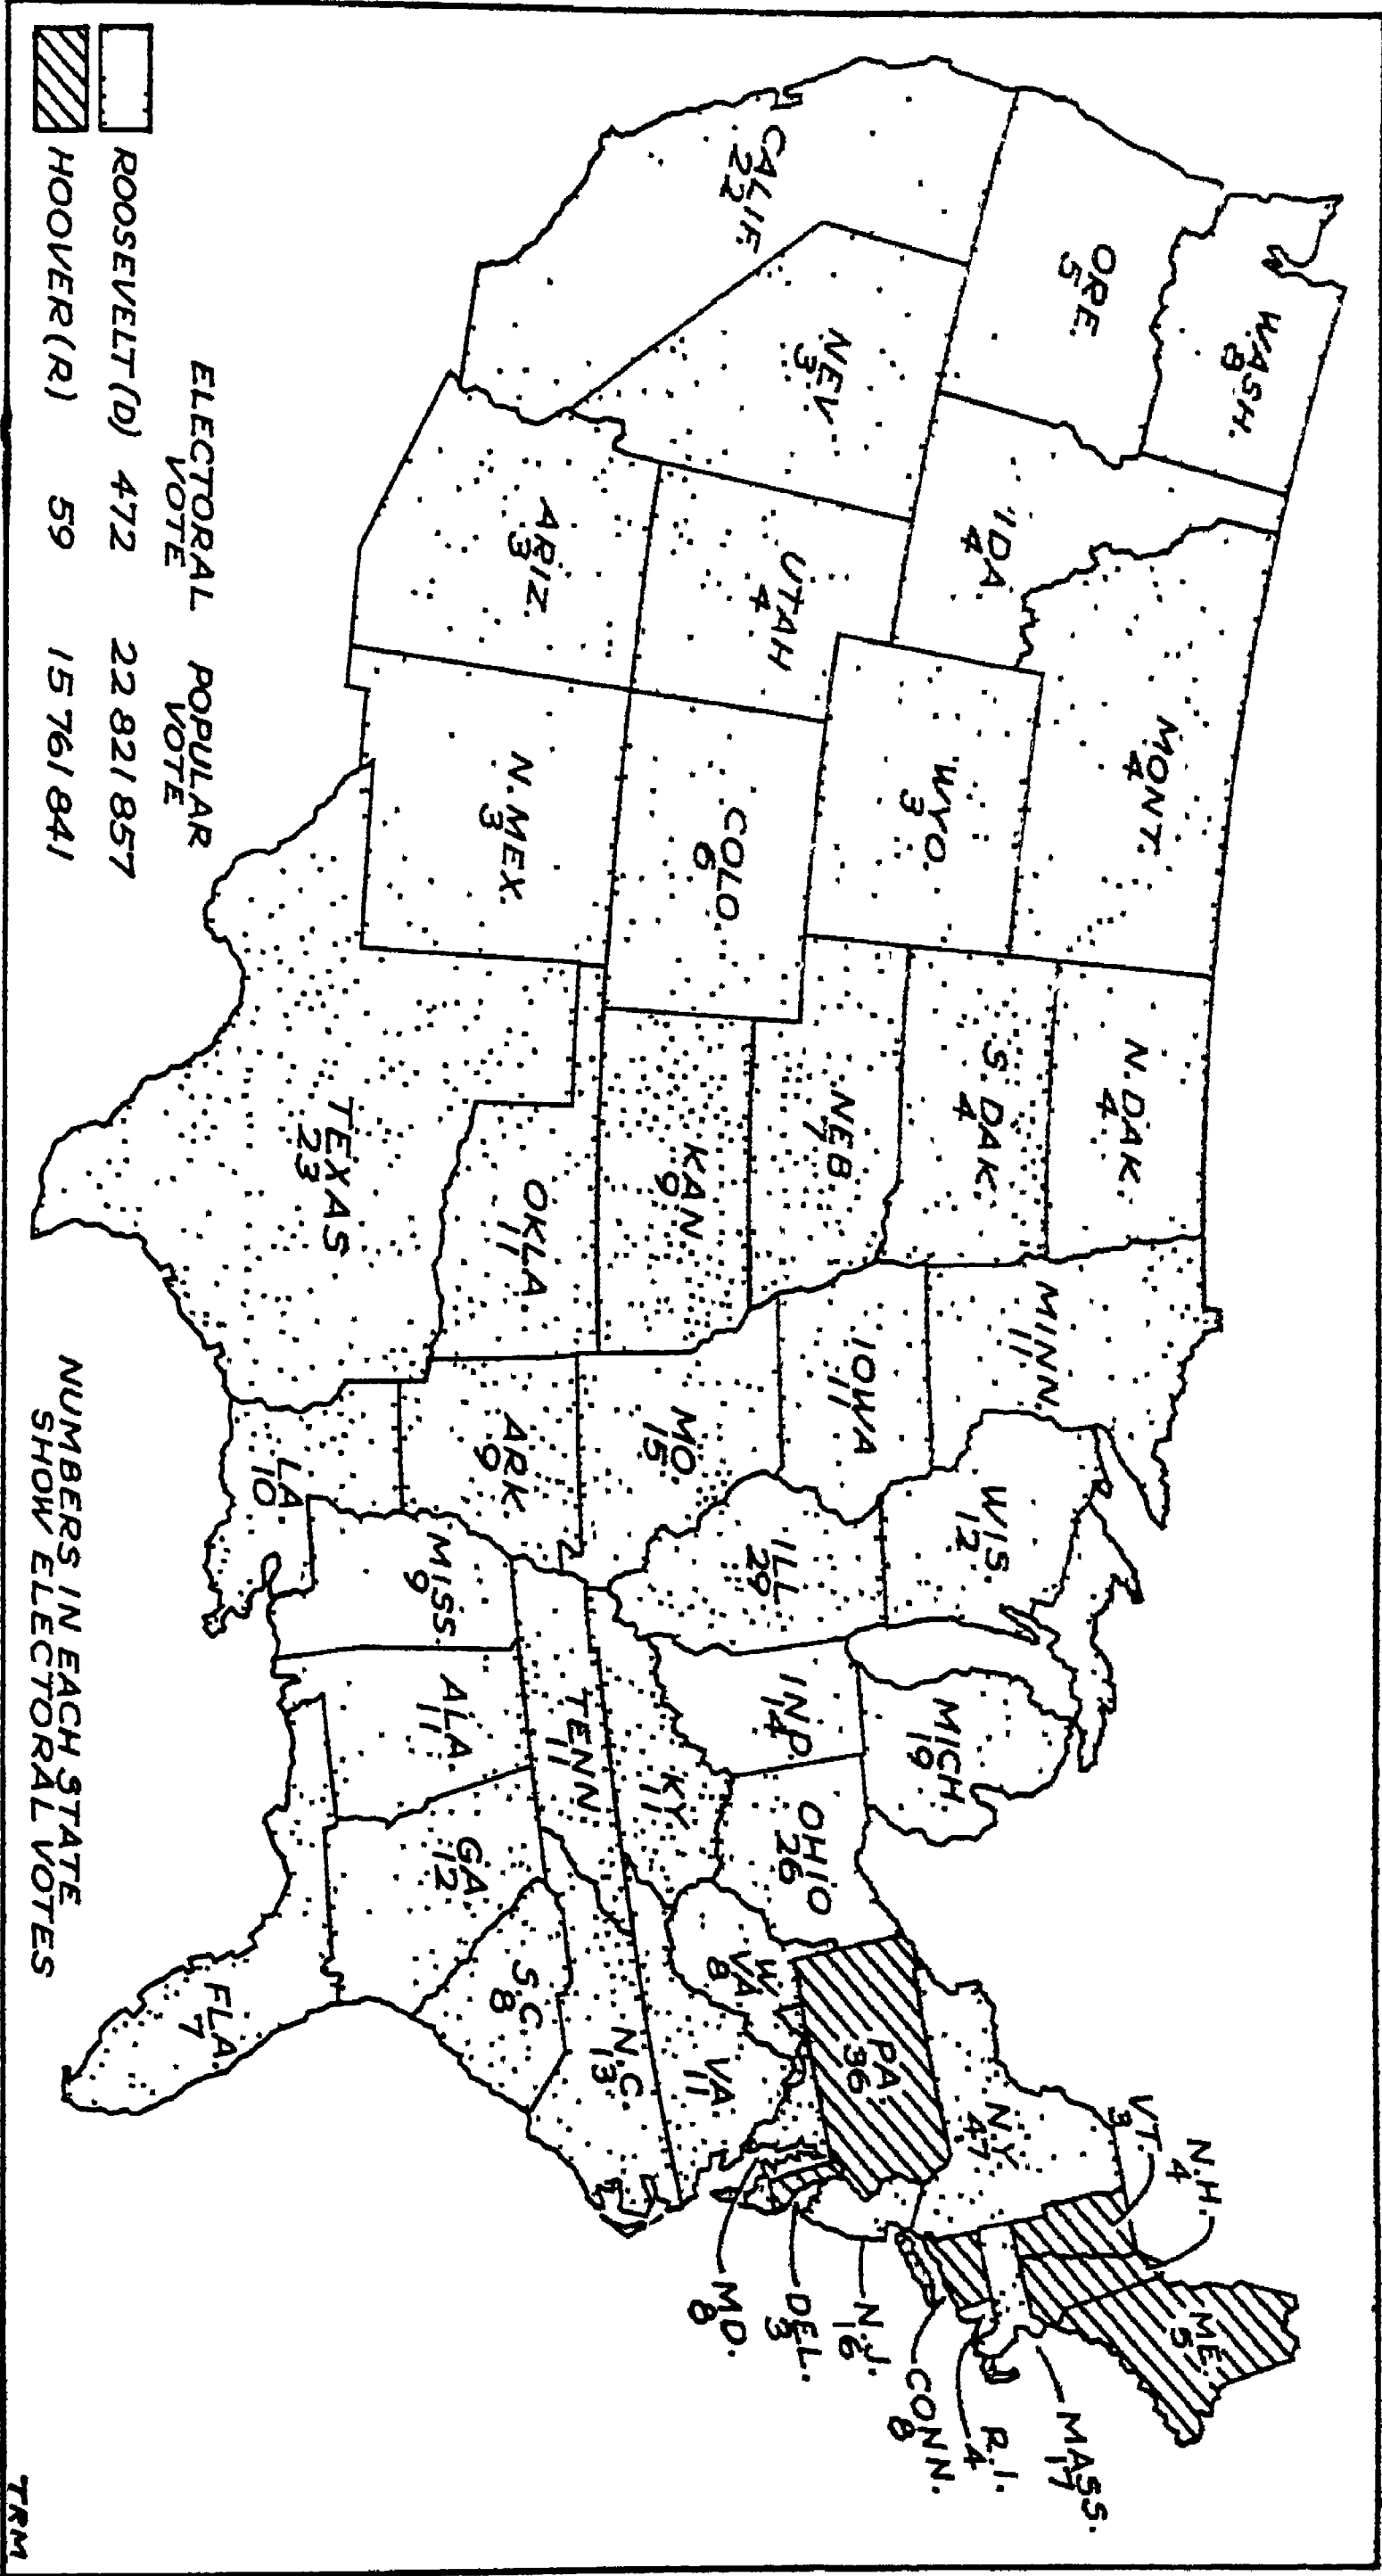 WASH.
8
ORE.
5
CALIF.
22
NEV.
3
IDA
4
MONT.
4
WYO.
3
UTAH
4
ARIZ.
3
COLO.
6
N. MEX.
3
N. DAK.
4
S. DAK.
4
NEB.
7
KAN
9
OKLA.
11
TEXAS
23
MINN.
11
IOWA
11
MO.
15
ARK
9
LA.
10
WIS.
12
ILL
29
MICH
19
IND.
14
OHIO
26
KY
11
TENN
11
MISS.
9
ALA.
11
GA.
12
FLA.
7
S.C.
8
N.C.
13
VA.
11
W.
VA.
8
PA.
36
N.Y.
47
VT.
3
N.H.
4
ME.
5
MASS.
17
R.I.
4
CONN.
8
N.J.
16
DEL.
3
MD.
8
ELECTORAL POPULAR
VOTE VOTE
ROOSEVELT (D) 472 22 821 857
HOOVER (R) 59 15 761 841
NUMBERS IN EACH STATE
SHOW ELECTORAL VOTES
TRM